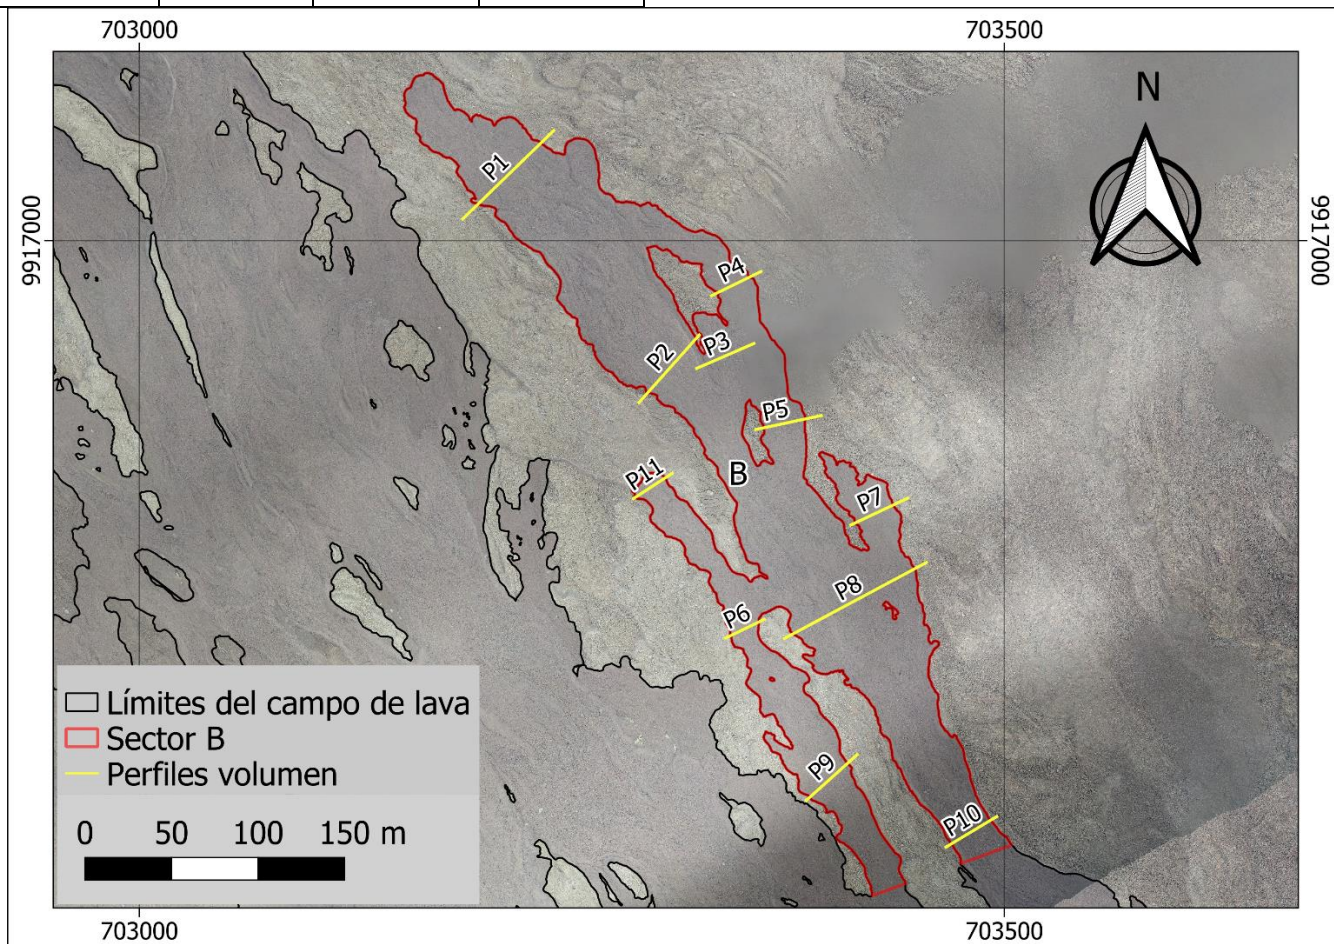 703000
703500
N
P1
9917000
9917000
P4
P3
P2
P5
P11
B
P7
P8
P6
Límites del campo de lava
Sector B
Perfiles volumen
P9
0 50 100 150 m
P10
703000
703500